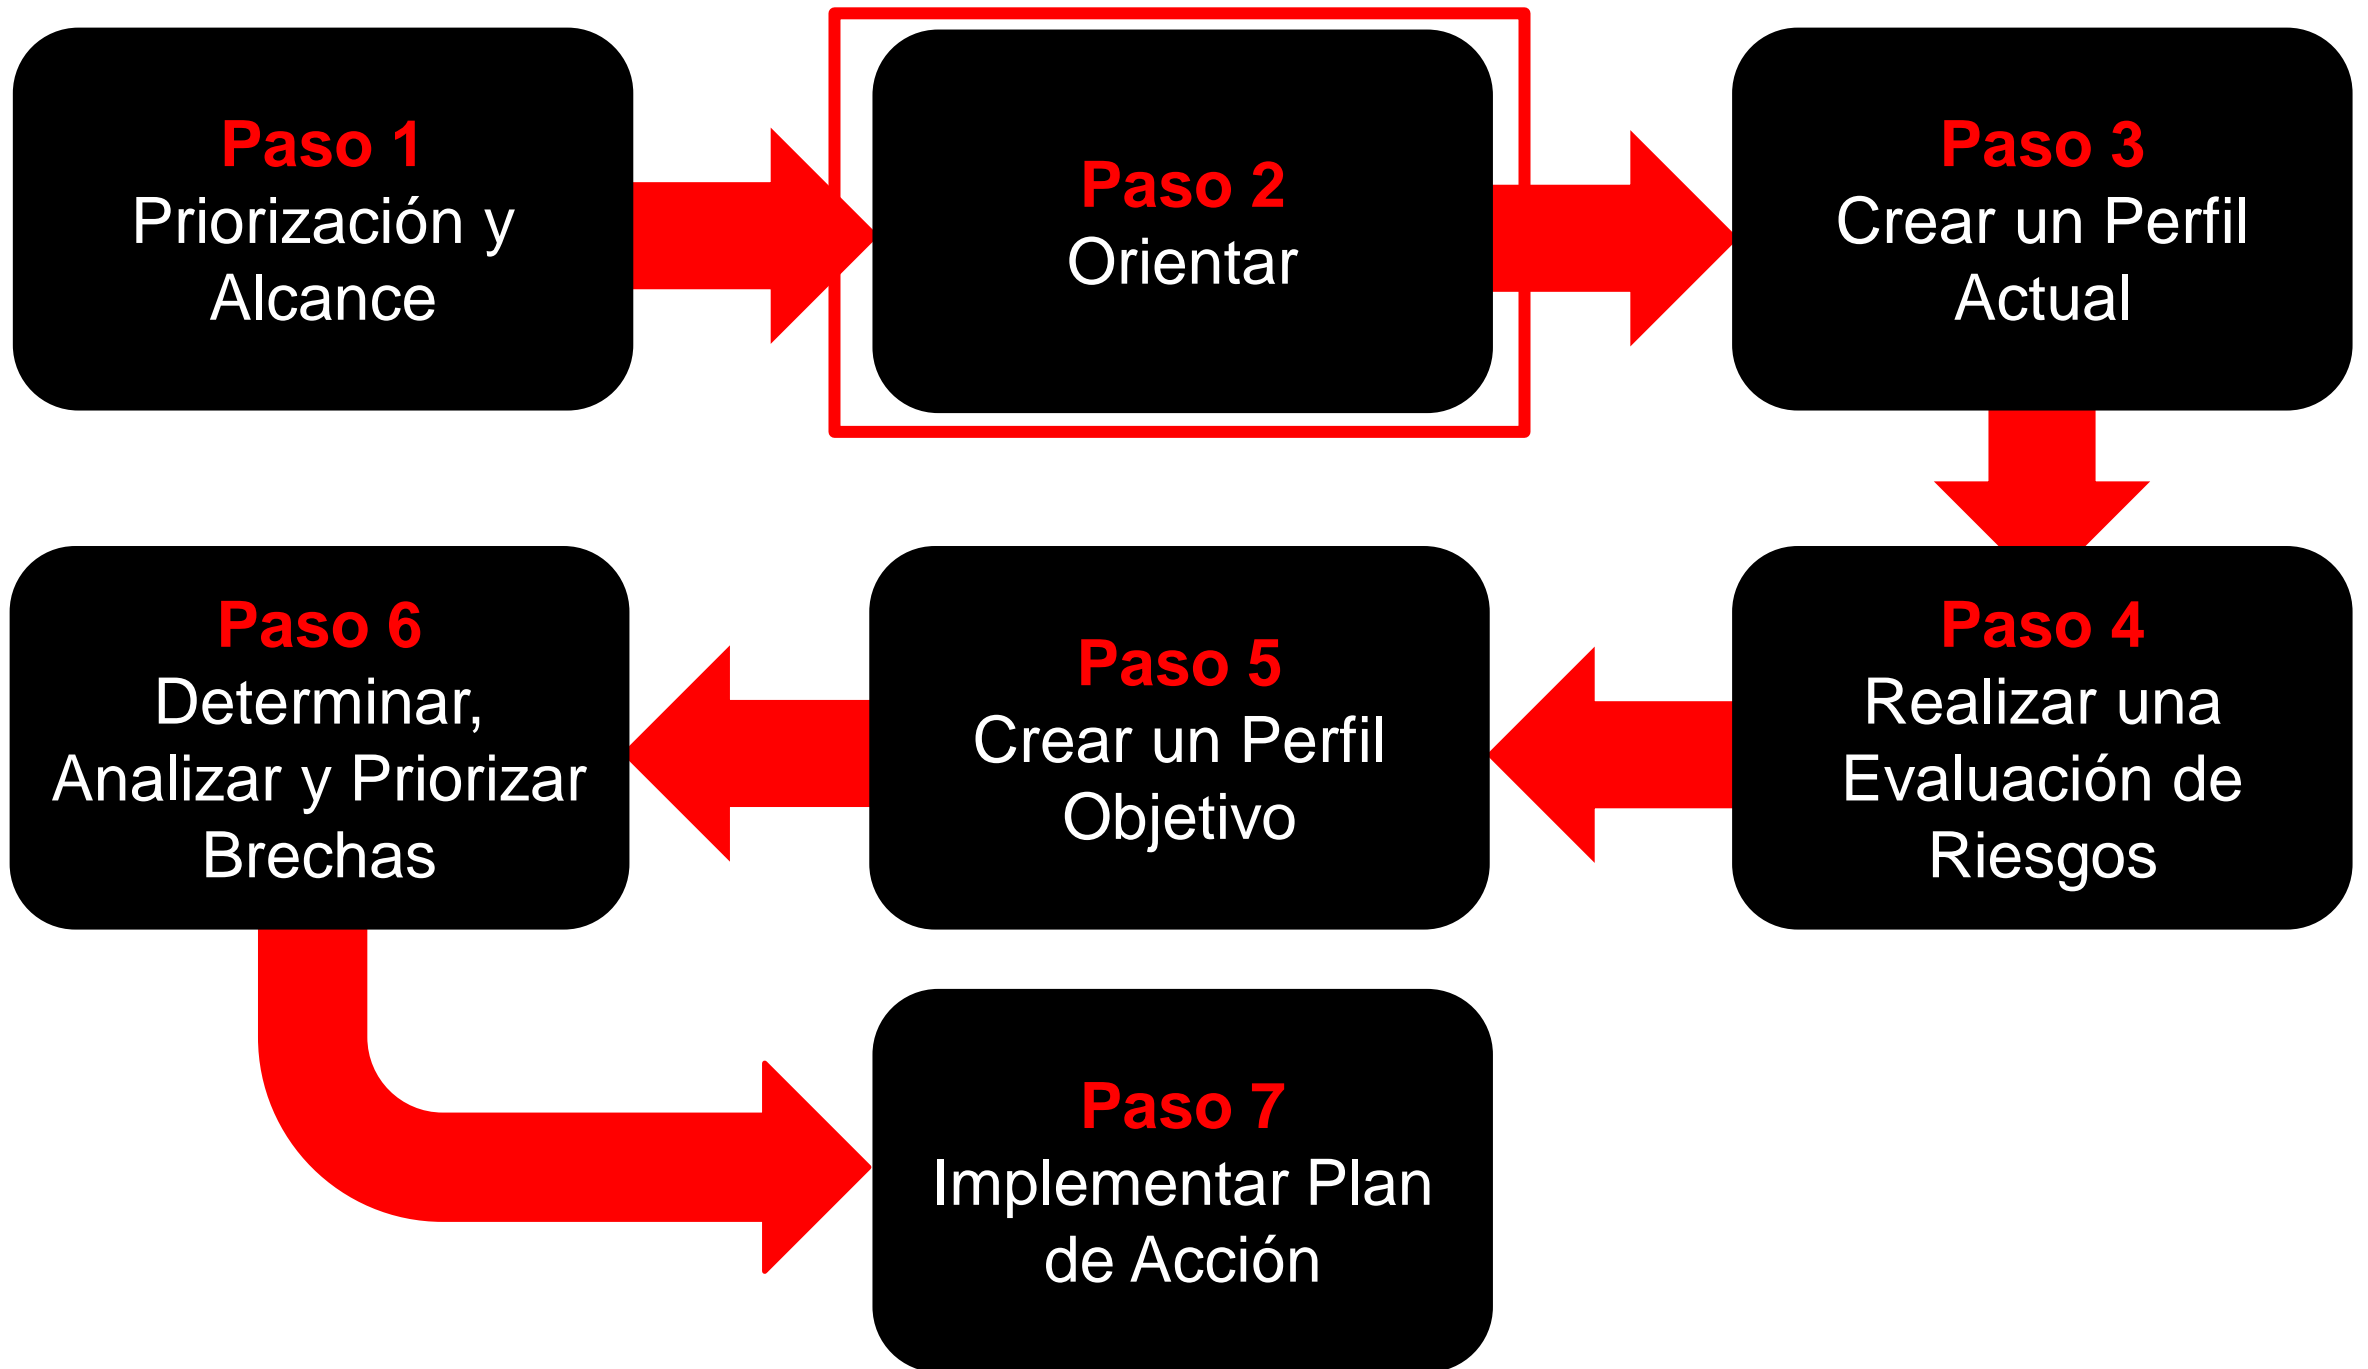 Paso 1
Priorización y
Alcance
Paso 2
Orientar
Paso 3
Crear un Perfil
Actual
Paso 4
Realizar una
Evaluación de
Riesgos
Paso 5
Crear un Perfil
Objetivo
Paso 6
Determinar,
Analizar y Priorizar
Brechas
Paso 7
Implementar Plan
de Acción